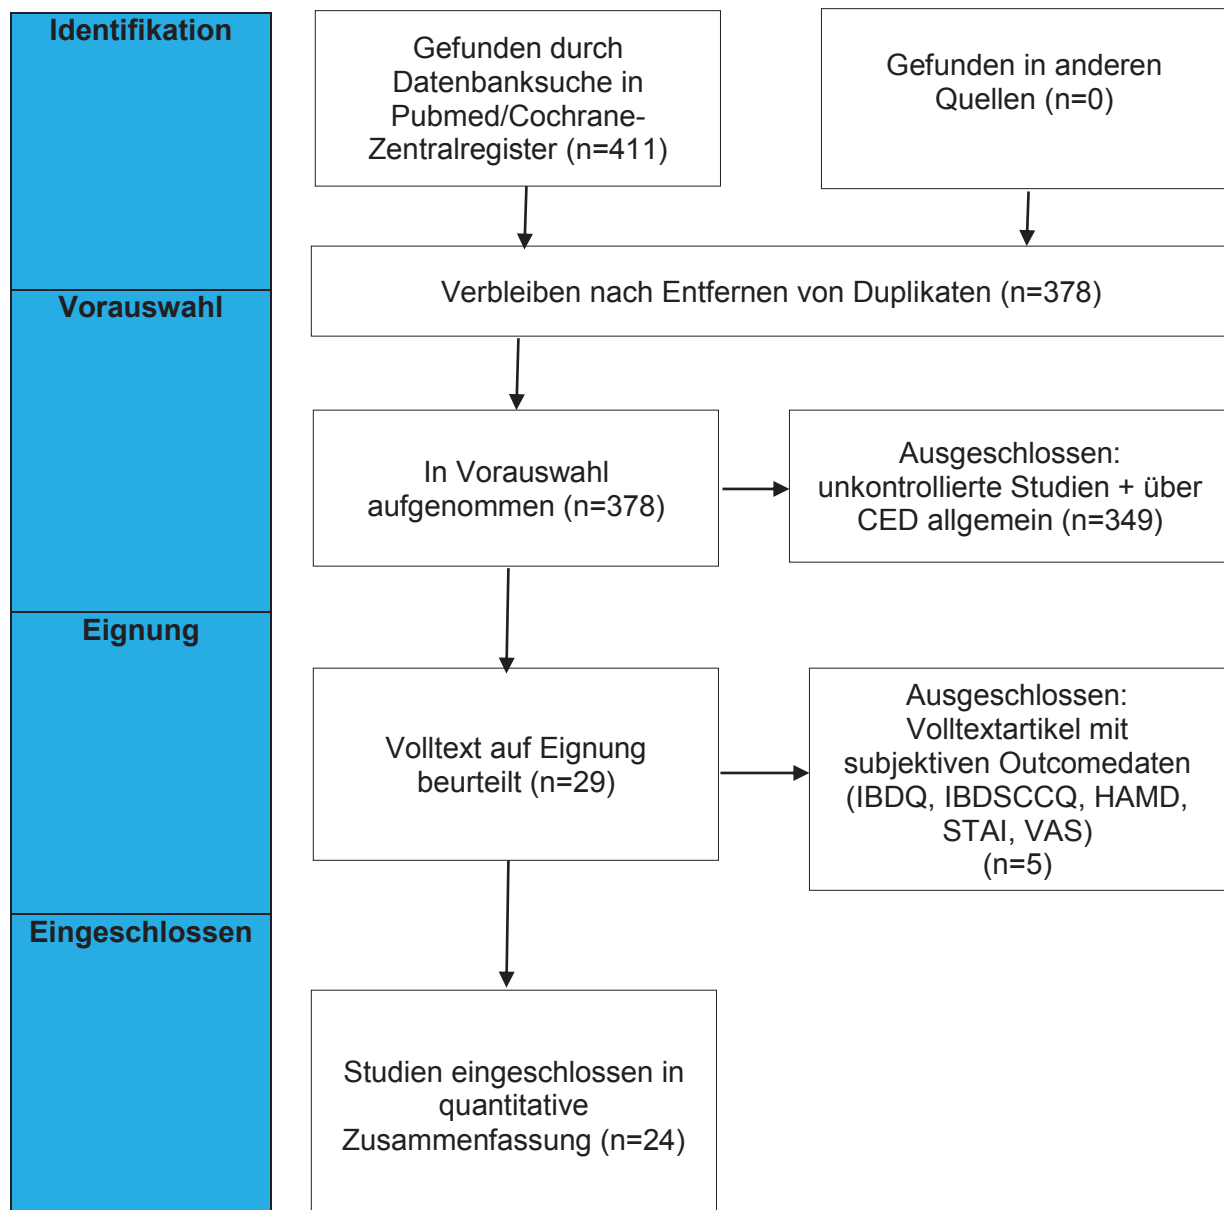 Identifikation
Gefunden durch
Datenbanksuche in
Pubmed/Cochrane-
Zentralregister (n=411)
Gefunden in anderen
Quellen (n=0)
Verbleiben nach Entfernen von Duplikaten (n=378)
Vorauswahl
In Vorauswahl
aufgenommen (n=378)
Ausgeschlossen:
unkontrollierte Studien + über
CED allgemein (n=349)
Eignung
Volltext auf Eignung
beurteilt (n=29)
Ausgeschlossen:
Volltextartikel mit
subjektiven Outcomedaten
(IBDQ, IBDSCCQ, HAMD,
STAI, VAS)
(n=5)
Eingeschlossen
Studien eingeschlossen in
quantitative
Zusammenfassung (n=24)